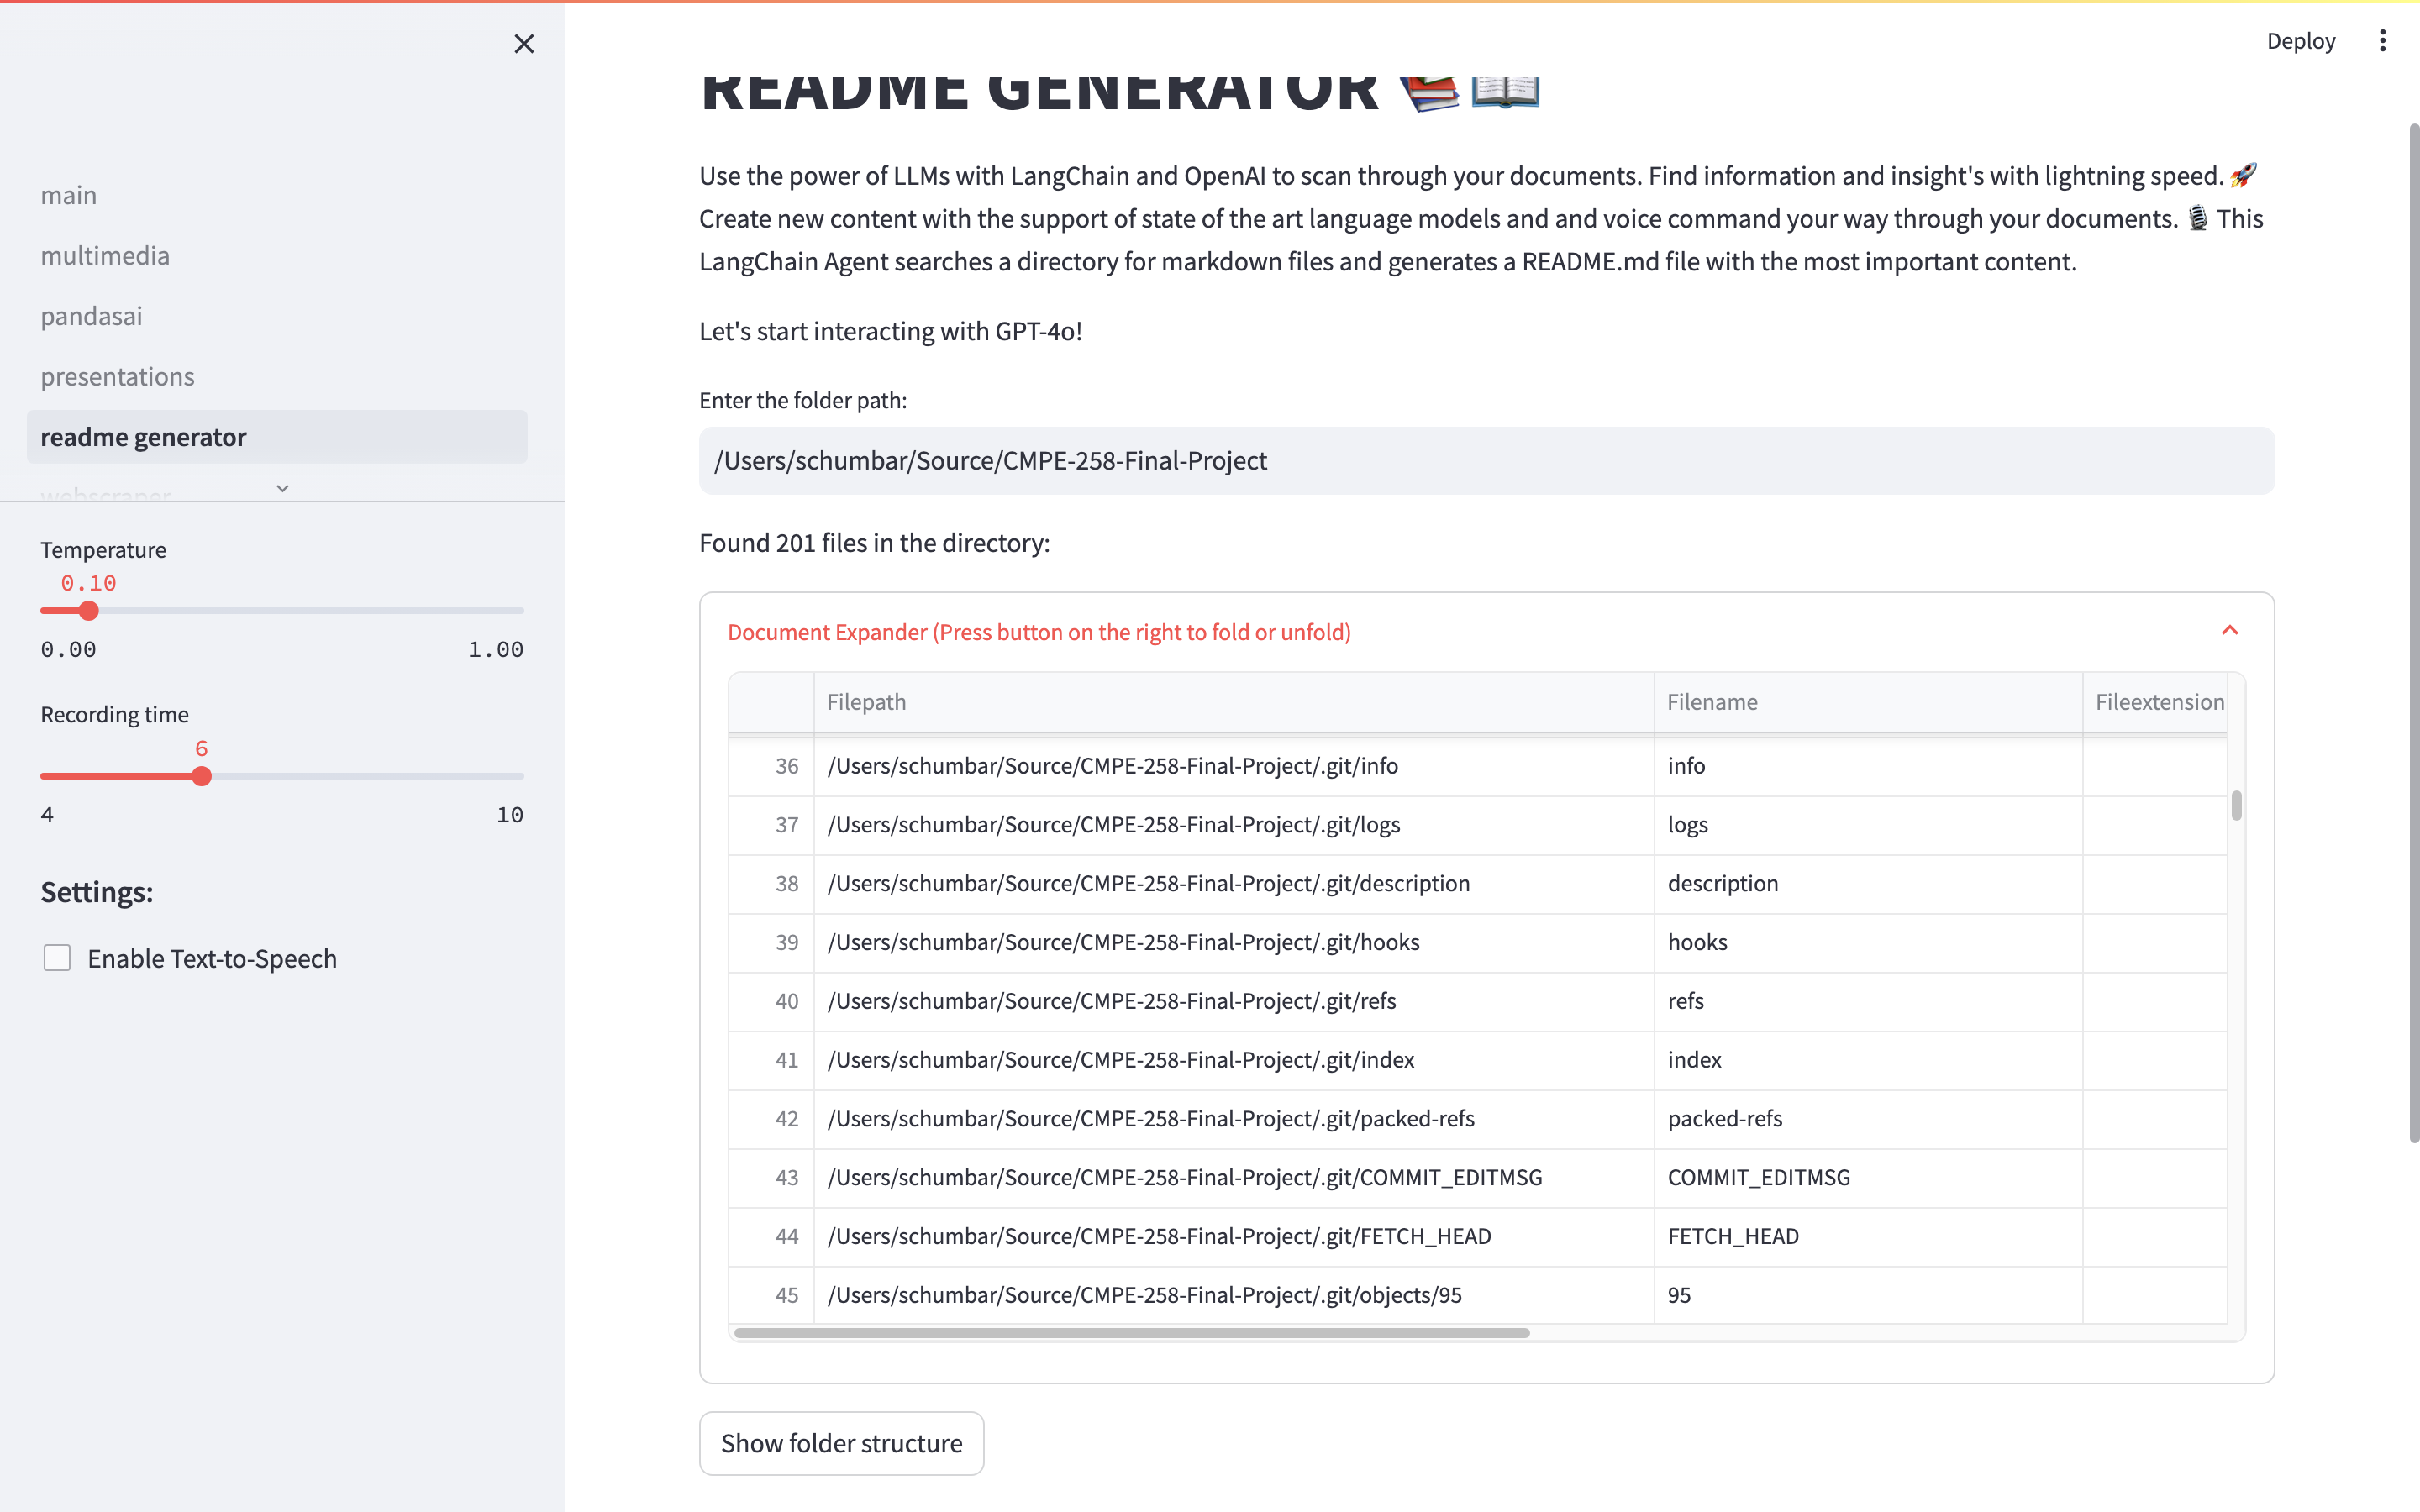 Deploy
README GENERATOR
main
multimedia
pandasai
presentations
readme generator
webscraper
Temperature
0.10
0.00 1.00
Recording time
6
4 10
Settings:
Enable Text-to-Speech
Use the power of LLMs with LangChain and OpenAI to scan through your documents. Find information and insight's with lightning speed. 🚀
Create new content with the support of state of the art language models and and voice command your way through your documents. 🎙️ This
LangChain Agent searches a directory for markdown files and generates a README.md file with the most important content.
Let's start interacting with GPT-4o!
Enter the folder path:
/Users/schumbar/Source/CMPE-258-Final-Project
Found 201 files in the directory:
Document Expander (Press button on the right to fold or unfold)
Filepath Filename Fileextension
36 /Users/schumbar/Source/CMPE-258-Final-Project/.git/info info
37 /Users/schumbar/Source/CMPE-258-Final-Project/.git/logs logs
38 /Users/schumbar/Source/CMPE-258-Final-Project/.git/description description
39 /Users/schumbar/Source/CMPE-258-Final-Project/.git/hooks hooks
40 /Users/schumbar/Source/CMPE-258-Final-Project/.git/refs refs
41 /Users/schumbar/Source/CMPE-258-Final-Project/.git/index index
42 /Users/schumbar/Source/CMPE-258-Final-Project/.git/packed-refs packed-refs
43 /Users/schumbar/Source/CMPE-258-Final-Project/.git/COMMIT_EDITMSG COMMIT_EDITMSG
44 /Users/schumbar/Source/CMPE-258-Final-Project/.git/FETCH_HEAD FETCH_HEAD
45 /Users/schumbar/Source/CMPE-258-Final-Project/.git/objects/95 95
Show folder structure